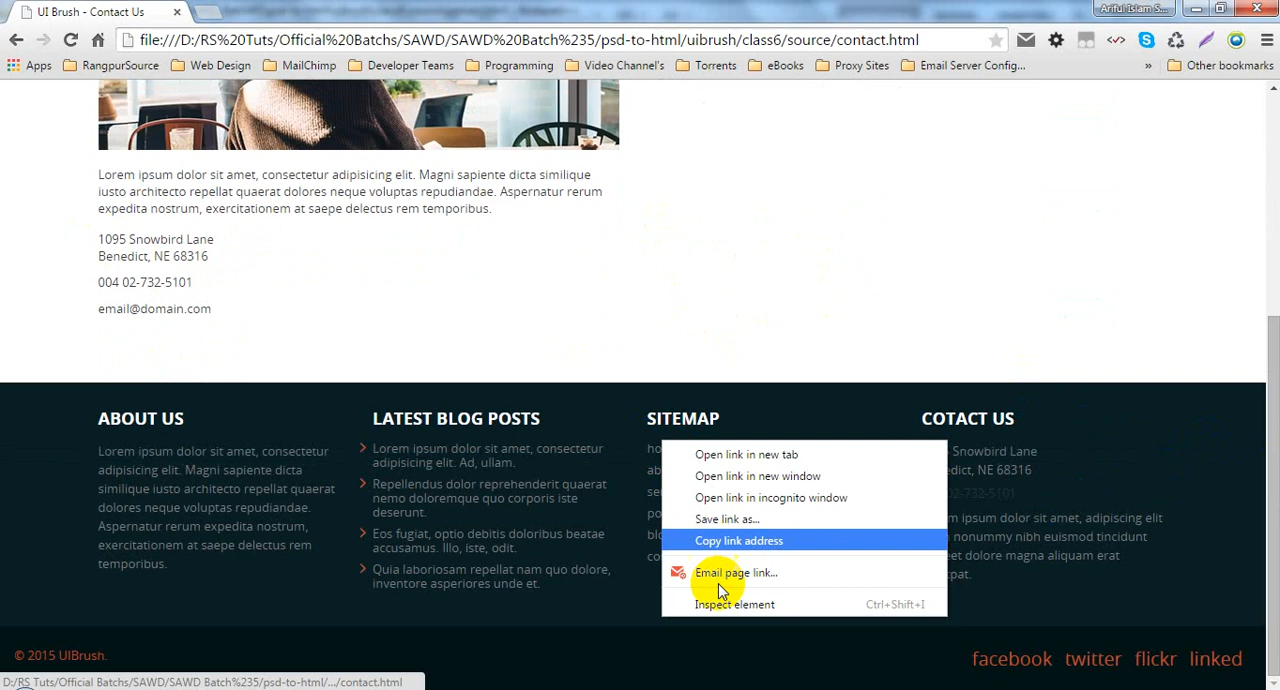 UI Brush - Contact Us
Ariful Islam S...
file:///D:/RS%20Tuts/Official%20Batchs/SAWD/SAWD%20Batch%235/psd-to-html/uibrush/class6/source/contact.html
Apps RangpurSource Web Design MailChimp Developer Teams Programming Video Channel's Torrents eBooks Proxy Sites Email Server Config... » Other bookmarks
Lorem ipsum dolor sit amet, consectetur adipisicing elit. Magni sapiente dicta similique
iusto architecto repellat quaerat dolores neque voluptas repudiandae. Aspernatur rerum
expedita nostrum, exercitationem at saepe delectus rem temporibus.
1095 Snowbird Lane
Benedict, NE 68316
004 02-732-5101
email@domain.com
ABOUT US
Lorem ipsum dolor sit amet, consectetur
adipisicing elit. Magni sapiente dicta
similique iusto architecto repellat
quaerat dolores neque voluptas
repudiandae. Aspernatur rerum
expedita nostrum, exercitationem
at saepe delectus rem
temporibus.
LATEST BLOG POSTS
Lorem ipsum dolor sit amet, consectetur
adipisicing elit. Ad, ullam.
Repellendus dolor reprehenderit quaerat
nemo doloremque quo corporis iste
deserunt.
Eos fugiat, optio debitis doloribus beatae
accusamus. Illo, iste, odit.
Quia laboriosam repellat nam quo dolore,
inventore asperiores unde et.
SITEMAP
Open link in new tab
Open link in new window
Open link in incognito window
Save link as...
Copy link address
Email page link...
Inspect element Ctrl+Shift+I
COTACT US
Snowbird Lane
edict, NE 68316
02-732-5101
m ipsum dolor sit amet,
nonummy nibh euismod tincidunt
dolore magna aliquam erat
tpat.
© 2015 UIBrush.
facebook twitter flickr linked
D:/RS Tuts/Official Batchs/SAWD/SAWD Batch%235/psd-to-html/.../contact.html